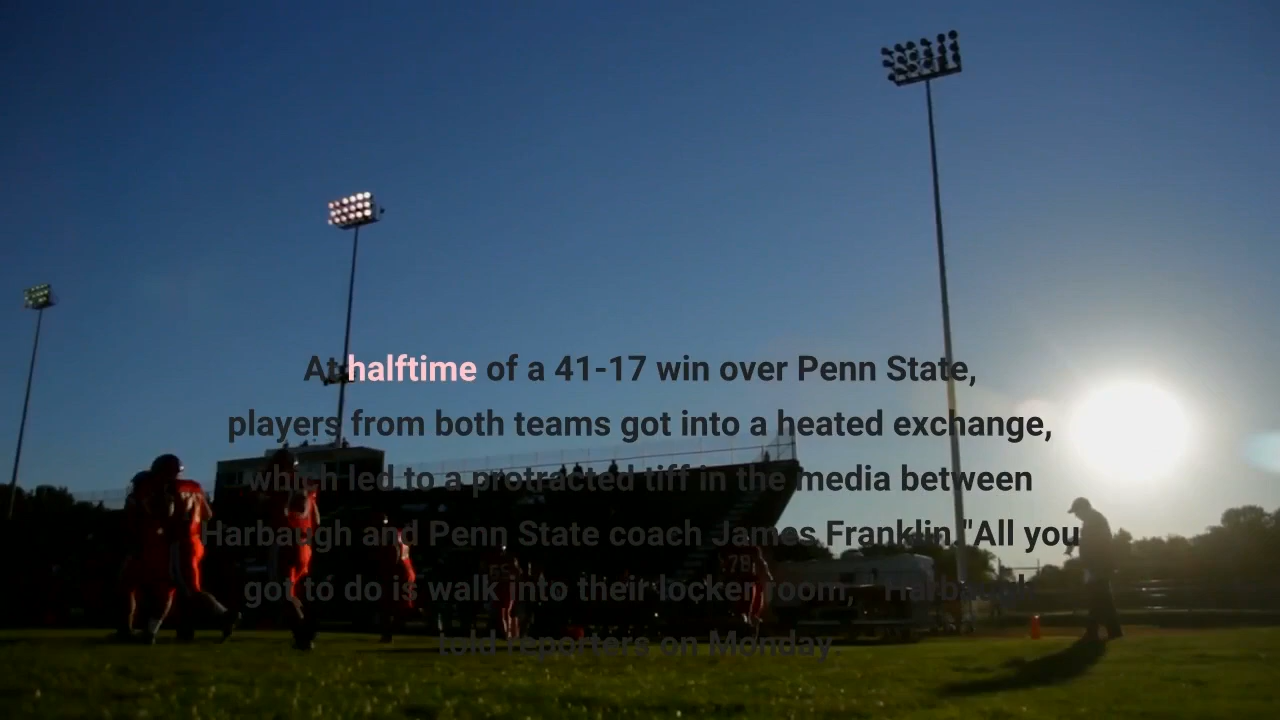 At halftime of a 41-17 win over Penn State,
players from both teams got into a heated exchange,
which led to a protracted tiff in the media between
Harbaugh and Penn State coach James Franklin."All you
got to do is walk into their locker room," Harbaugh
told reporters on Monday.
78